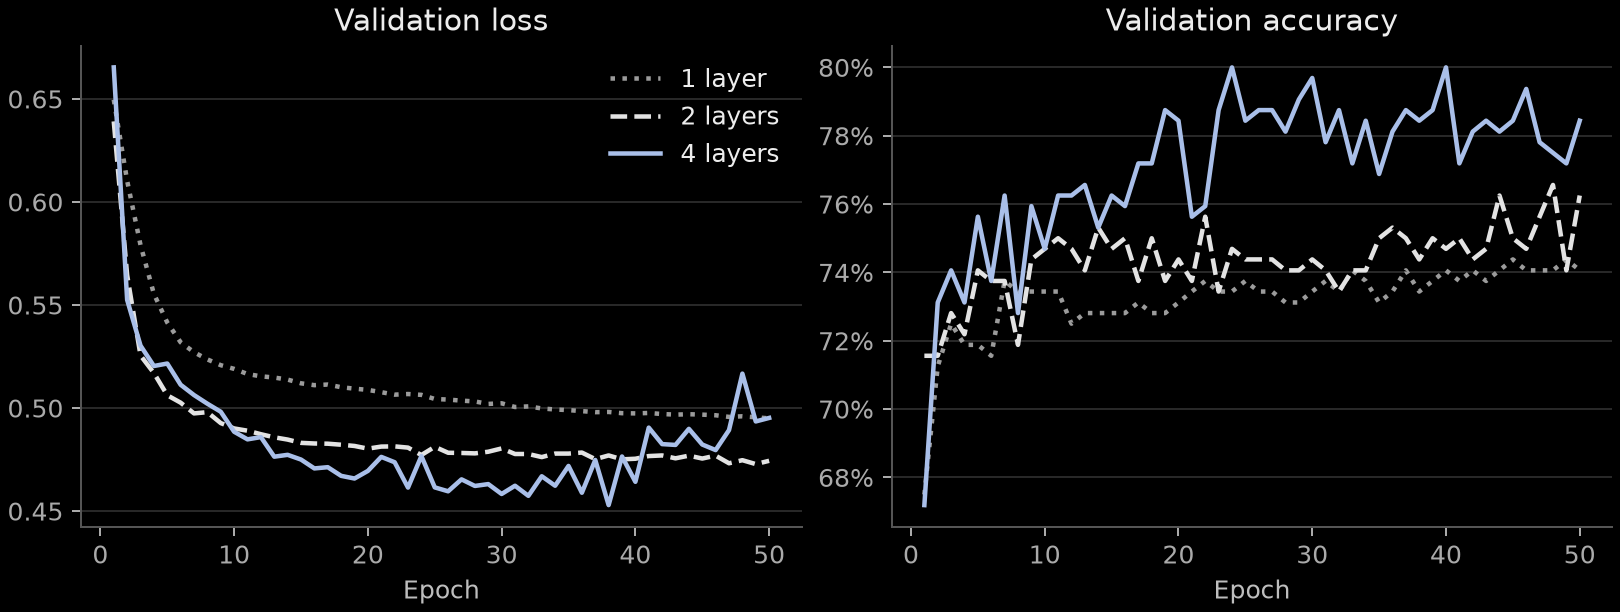 Validation loss
0.65
0.60
0.55
0.50
0.45
1 layer
2 layers
4 layers
0 10 20 30 40 50
Epoch
Validation accuracy
80%
78%
76%
74%
72%
70%
68%
0 10 20 30 40 50
Epoch